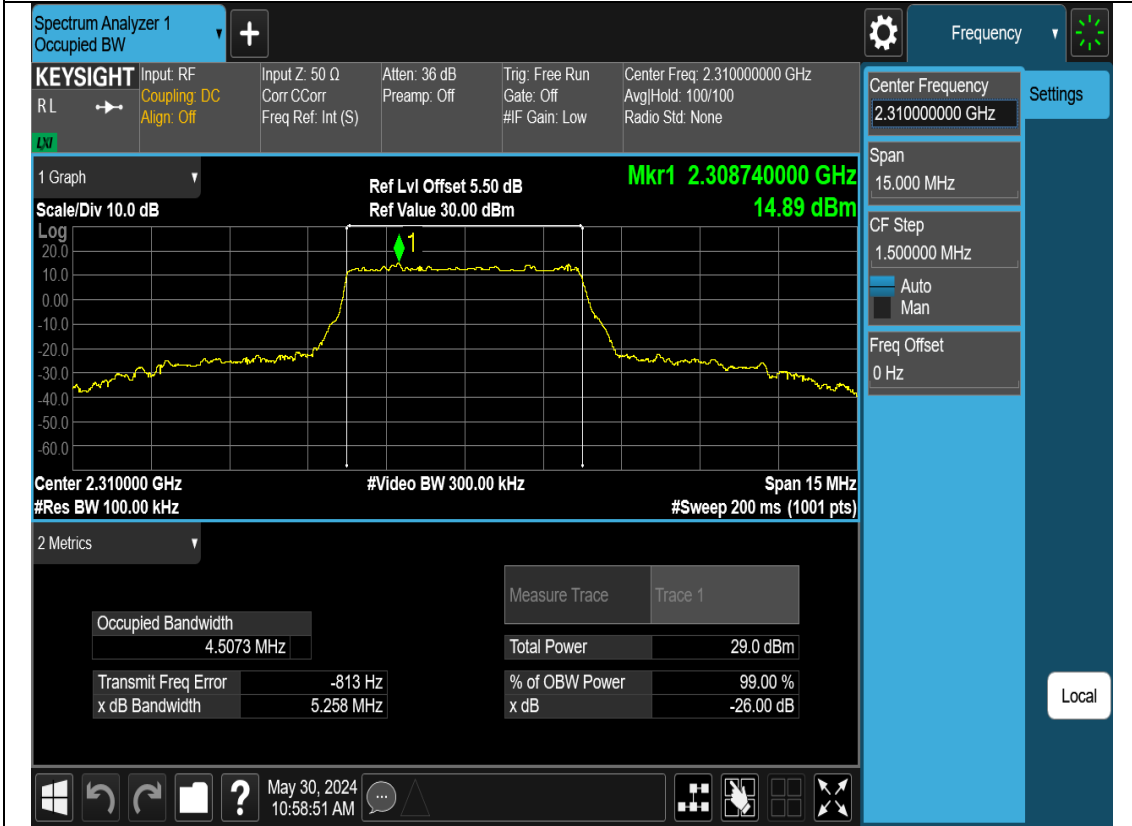 Spectrum Analyzer 1
Occupied BW
+
Frequency
KEYSIGHT
R L
LXI
Input: RF
Coupling: DC
Align: Off
Input Z: 50 Ω
Corr CCorr
Freq Ref: Int (S)
Atten: 36 dB
Preamp: Off
Trig: Free Run
Gate: Off
#IF Gain: Low
Center Freq: 2.310000000 GHz
Avg|Hold: 100/100
Radio Std: None
Center Frequency
2.310000000 GHz
Settings
Span
15.000 MHz
CF Step
1.500000 MHz
Auto
Man
Freq Offset
0 Hz
Local
1 Graph
Scale/Div 10.0 dB
Ref Lvl Offset 5.50 dB
Ref Value 30.00 dBm
Mkr1 2.308740000 GHz
14.89 dBm
Log
1
20.0
10.0
0.00
-10.0
-20.0
-30.0
-40.0
-50.0
-60.0
Center 2.310000 GHz
#Video BW 300.00 kHz
Span 15 MHz
#Res BW 100.00 kHz
#Sweep 200 ms (1001 pts)
2 Metrics
Measure Trace
Trace 1
Occupied Bandwidth
4.5073 MHz
Total Power
29.0 dBm
Transmit Freq Error
-813 Hz
% of OBW Power
99.00 %
x dB Bandwidth
5.258 MHz
x dB
-26.00 dB
?
May 30, 2024
10:58:51 AM